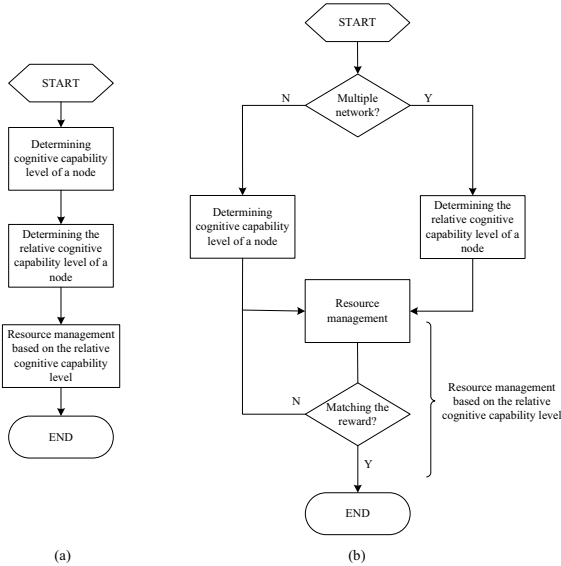 START
Determining
cognitive capability
level of a node
Determining the
relative cognitive
capability level of a
node
Resource management
based on the relative
cognitive capability
level
END
(a)
START
Multiple
network?
N
Y
Determining
cognitive capability
level of a node
Determining the
relative cognitive
capability level of a
node
Resource
management
Matching the
reward?
N
Y
Resource management
based on the relative
cognitive capability level
END
(b)